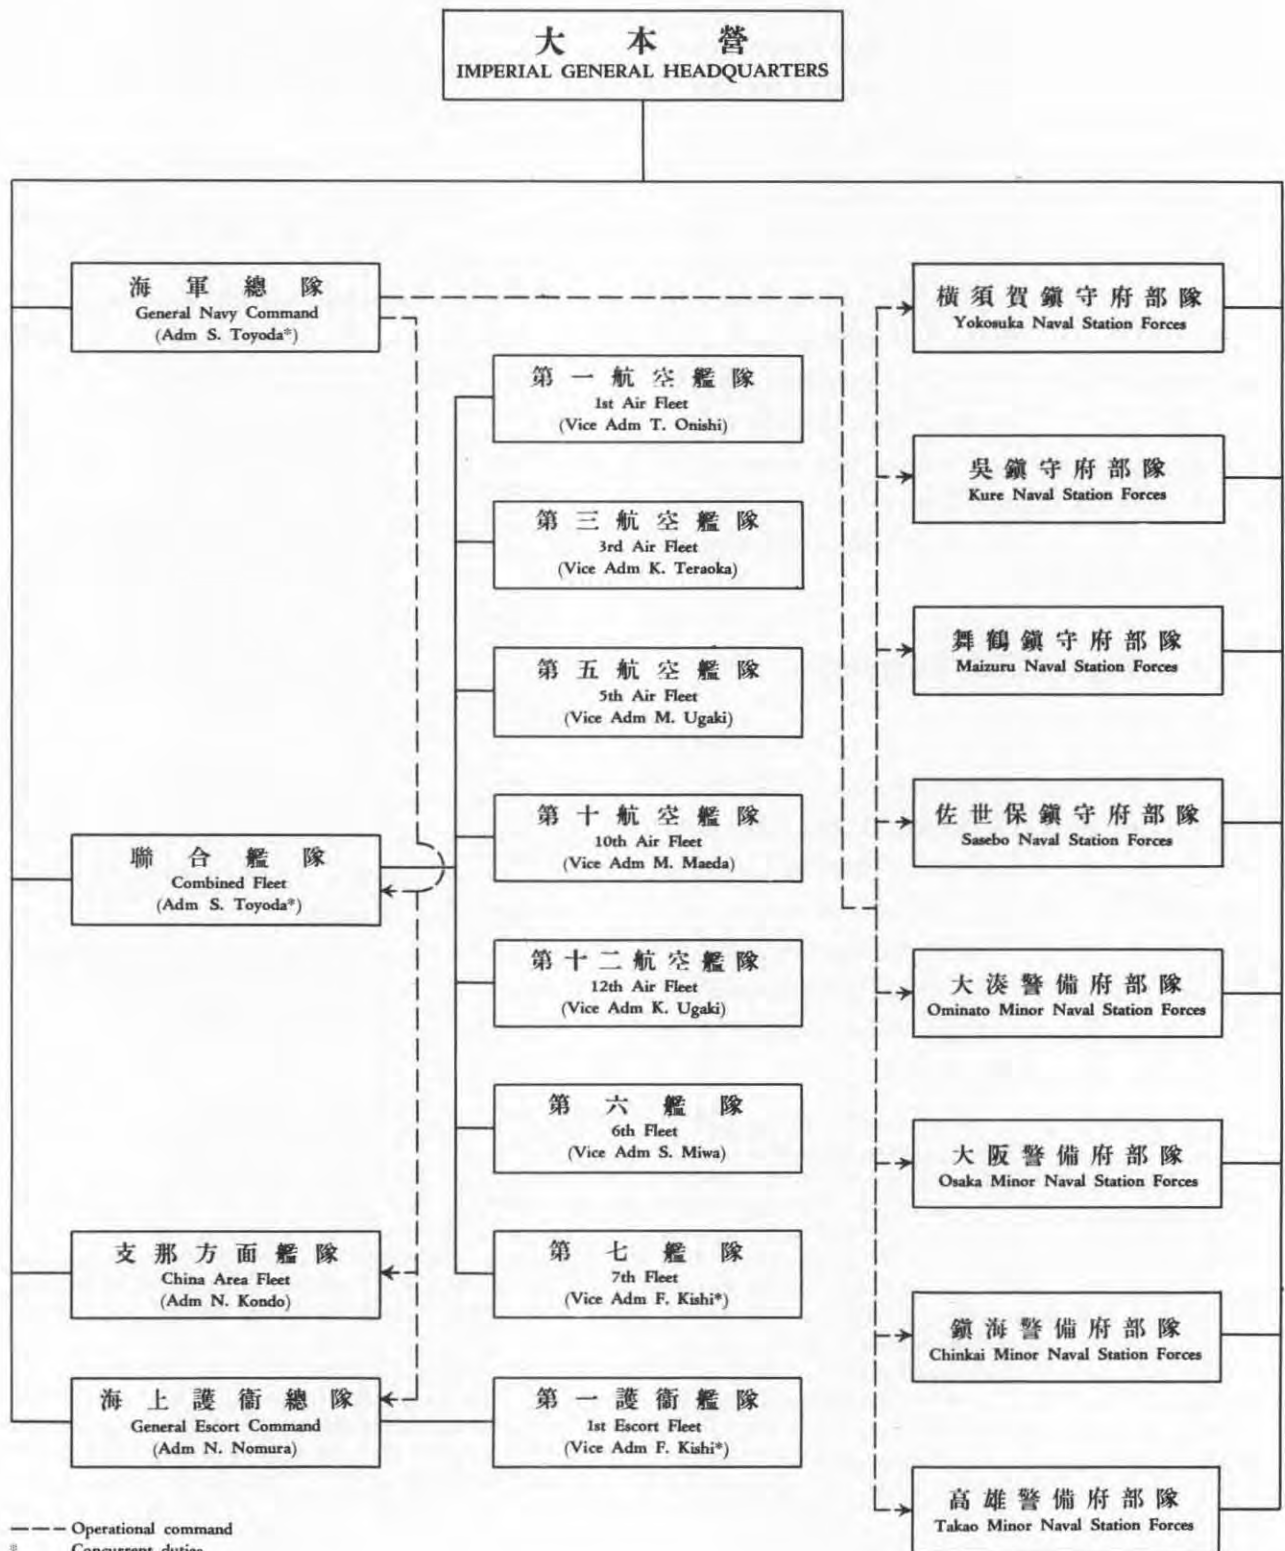 大本營
IMPERIAL GENERAL HEADQUARTERS
海軍總隊
General Navy Command
(Adm S. Toyoda*)
聯合艦隊
Combined Fleet
(Adm S. Toyoda*)
支那方面艦隊
China Area Fleet
(Adm N. Kondo)
海上護衞總隊
General Escort Command
(Adm N. Nomura)
第一航空艦隊
1st Air Fleet
(Vice Adm T. Onishi)
第三航空艦隊
3rd Air Fleet
(Vice Adm K. Teraoka)
第五航空艦隊
5th Air Fleet
(Vice Adm M. Ugaki)
第十航空艦隊
10th Air Fleet
(Vice Adm M. Maeda)
第十二航空艦隊
12th Air Fleet
(Vice Adm K. Ugaki)
第六艦隊
6th Fleet
(Vice Adm S. Miwa)
第七艦隊
7th Fleet
(Vice Adm F. Kishi*)
第一護衞艦隊
1st Escort Fleet
(Vice Adm F. Kishi*)
橫須賀鎭守府部隊
Yokosuka Naval Station Forces
吳鎭守府部隊
Kure Naval Station Forces
舞鶴鎭守府部隊
Maizuru Naval Station Forces
佐世保鎭守府部隊
Sasebo Naval Station Forces
大湊警備府部隊
Ominato Minor Naval Station Forces
大阪警備府部隊
Osaka Minor Naval Station Forces
鎭海警備府部隊
Chinkai Minor Naval Station Forces
高雄警備府部隊
Takao Minor Naval Station Forces
Operational command
* Concurrent duties